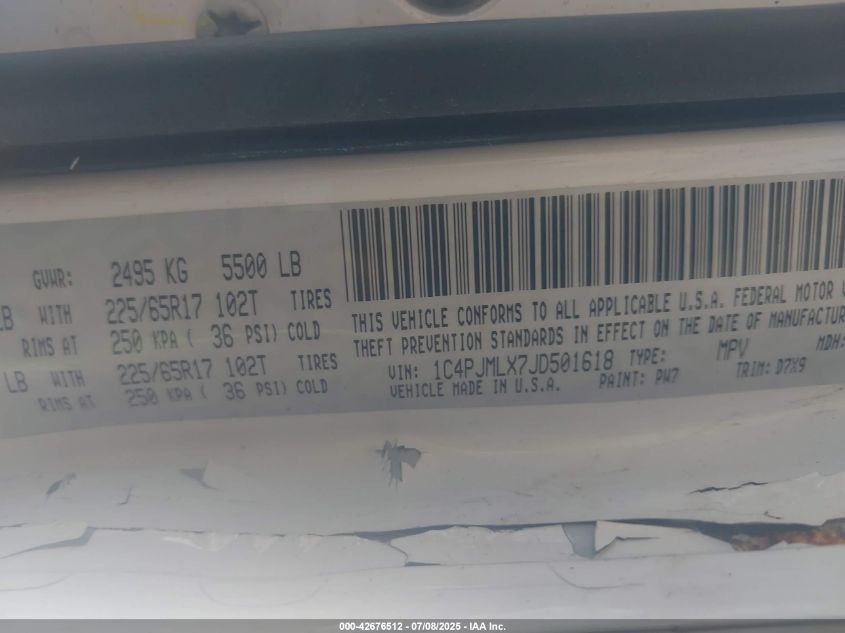 GVWR: 2495 KG 5500 LB
LB WITH 225/65R17 102T TIRES
RIMS AT 250 KPA ( 36 PSI) COLD
LB WITH 225/65R17 102T TIRES
RIMS AT 250 KPA ( 36 PSI) COLD
THIS VEHICLE CONFORMS TO ALL APPLICABLE U.S.A. FEDERAL MOTOR
THEFT PREVENTION STANDARDS IN EFFECT ON THE DATE OF MANUFACTUR
VIN: 1C4PJMLX7JD501618 TYPE: MPV MDH:
VEHICLE MADE IN U.S.A. PAINT: PW7 TRIM: D7X9
000-42676512 - 07/08/2025 - IAA Inc.